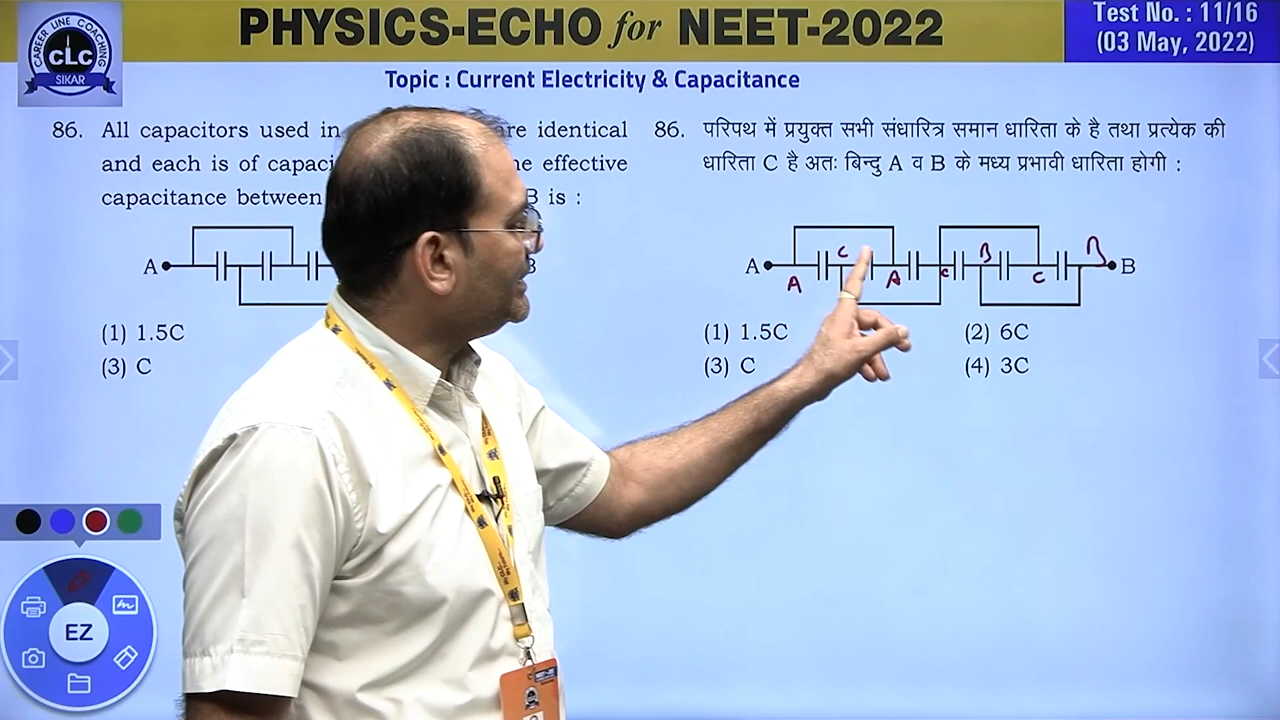 CAREER LINE COACHING
CLC
SIKAR
PHYSICS-ECHO for NEET-2022
Test No. : 11/16
(03 May, 2022)
Topic : Current Electricity & Capacitance
86. All capacitors used in are identical
and each is of effective
capacitance between B is :
A
(1) 1.5C
(3) C
86. परिपथ में प्रयुक्त सभी संधारित्र समान धारिता के है तथा प्रत्येक की
धारिता C है अतः बिन्दु A व B के मध्य प्रभावी धारिता होगी :
A A C A C B C B B
(1) 1.5C (2) 6C
(3) C (4) 3C
EZ